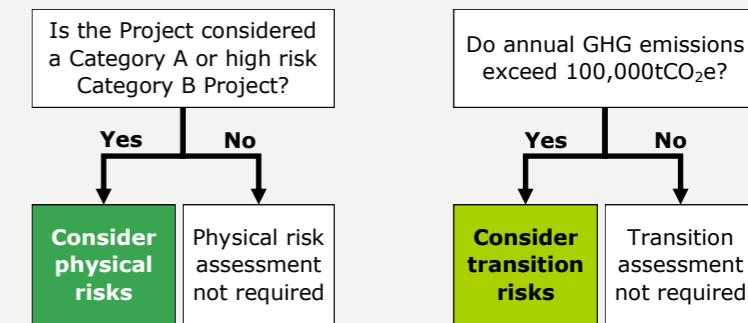 Is the Project considered
a Category A or high risk
Category B Project?
Yes
No
Consider
physical
risks
Physical risk
assessment
not required
Do annual GHG emissions
exceed 100,000tCO₂e?
Yes
No
Consider
transition
risks
Transition
assessment
not required